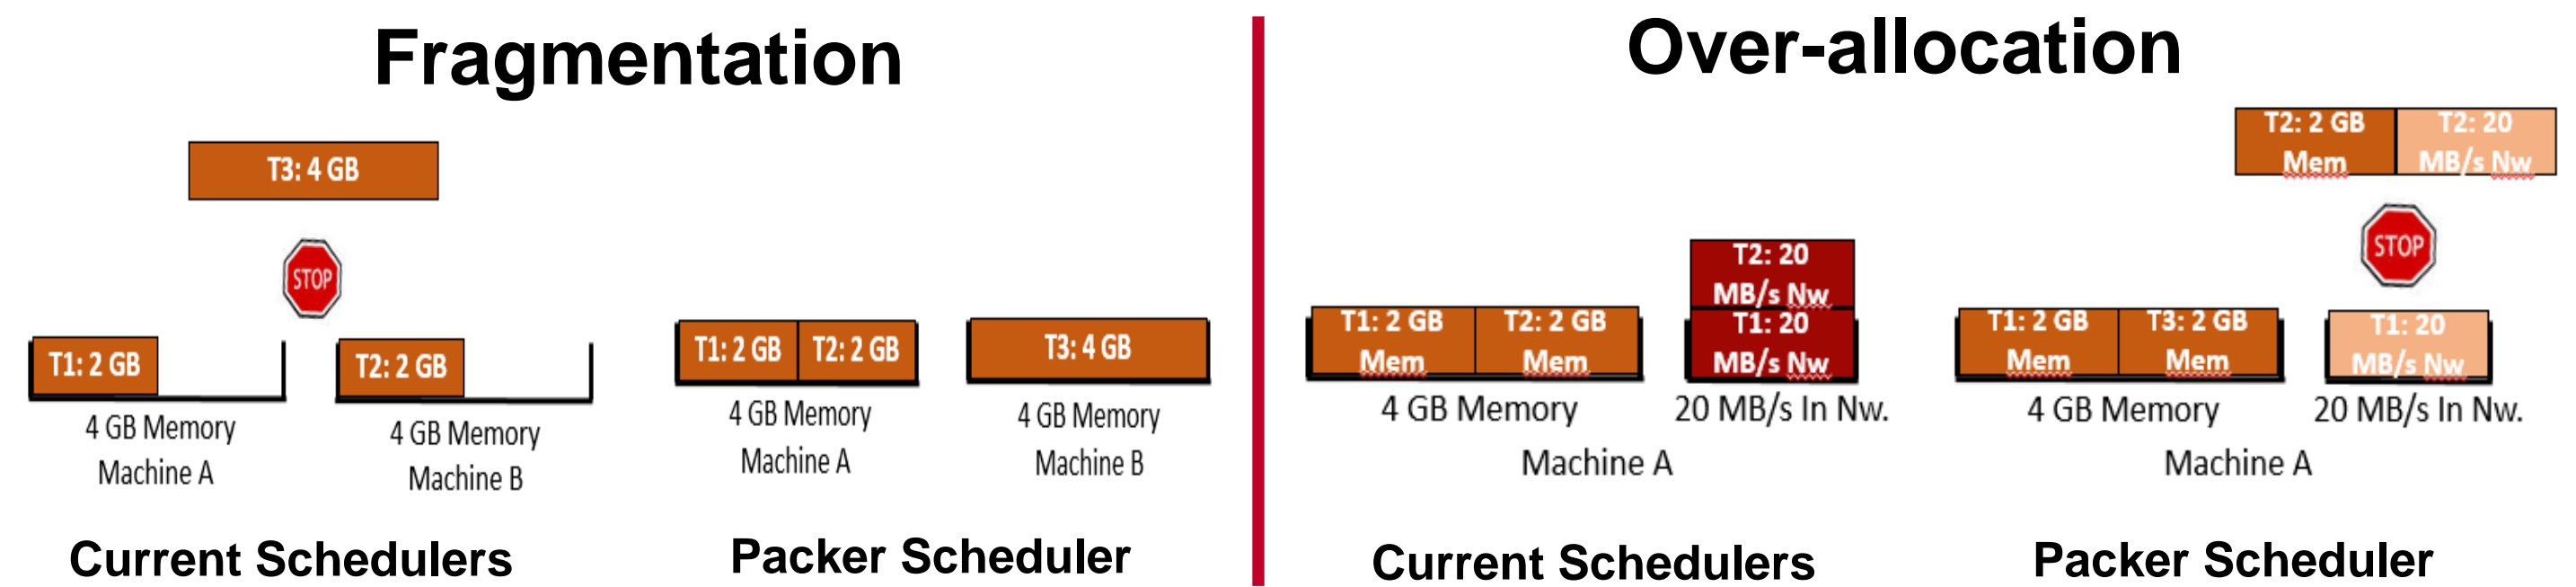 Fragmentation
T3: 4 GB
STOP
T1: 2 GB
T2: 2 GB
4 GB Memory
Machine A
4 GB Memory
Machine B
Current Schedulers
T1: 2 GB
T2: 2 GB
T3: 4 GB
4 GB Memory
Machine A
4 GB Memory
Machine B
Packer Scheduler
Over-allocation
T1: 2 GB
Mem
T2: 2 GB
Mem
T2: 20
MB/s Nw
T1: 20
MB/s Nw
4 GB Memory
20 MB/s In Nw.
Machine A
Current Schedulers
T2: 2 GB
Mem
T2: 20
MB/s Nw
STOP
T1: 2 GB
Mem
T3: 2 GB
Mem
T1: 20
MB/s Nw
4 GB Memory
20 MB/s In Nw.
Machine A
Packer Scheduler